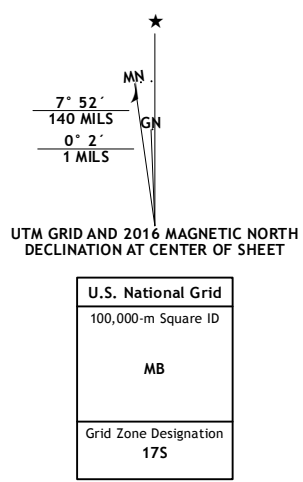 ★
MN
GN
7° 52´
140 MILS
0° 2´
1 MILS
UTM GRID AND 2016 MAGNETIC NORTH
DECLINATION AT CENTER OF SHEET
U.S. National Grid
100,000-m Square ID
MB
Grid Zone Designation
17S